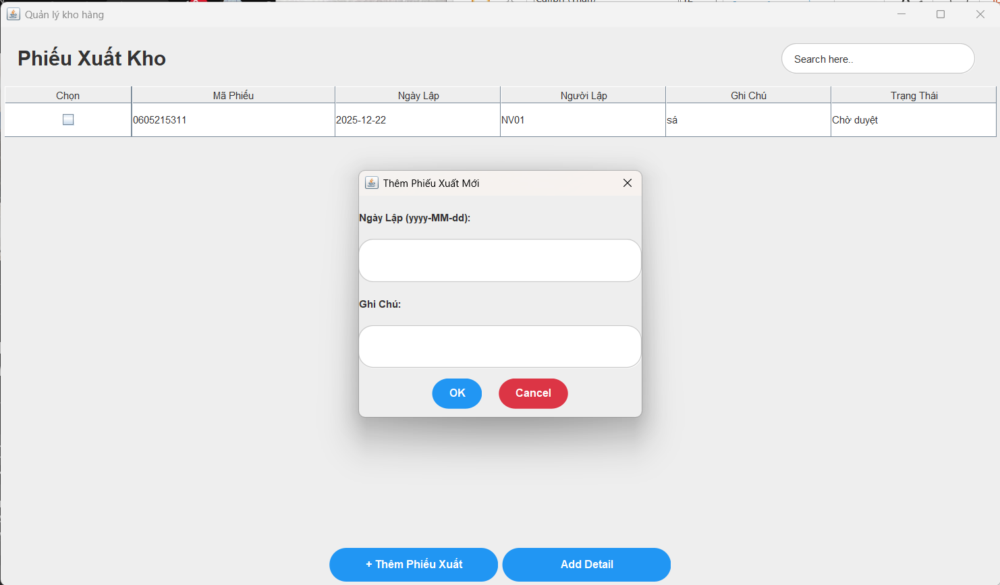 Quản lý kho hàng
Phiếu Xuất Kho
Search here..
Chọn Mã Phiếu Ngày Lập Người Lập Ghi Chú Trạng Thái
0605215311 2025-12-22 NV01 sá Chờ duyệt
Thêm Phiếu Xuất Mới
Ngày Lập (yyyy-MM-dd):
Ghi Chú:
OK Cancel
+ Thêm Phiếu Xuất Add Detail